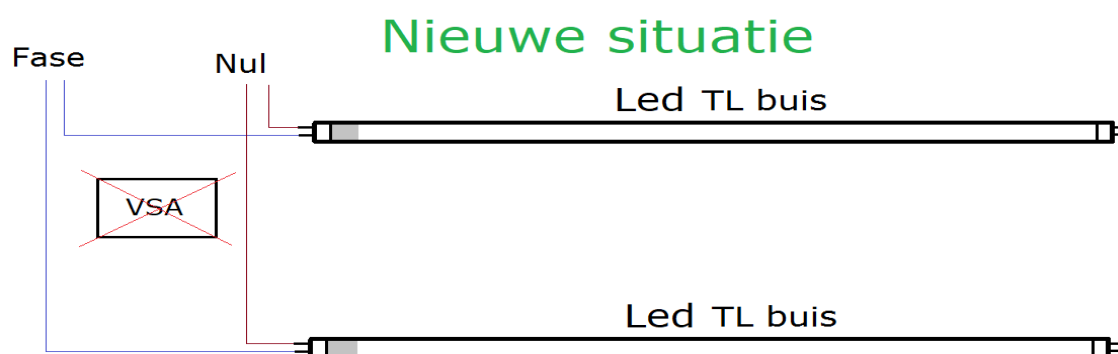 Nieuwe situatie
Fase
Nul
Led TL buis
VSA
Led TL buis